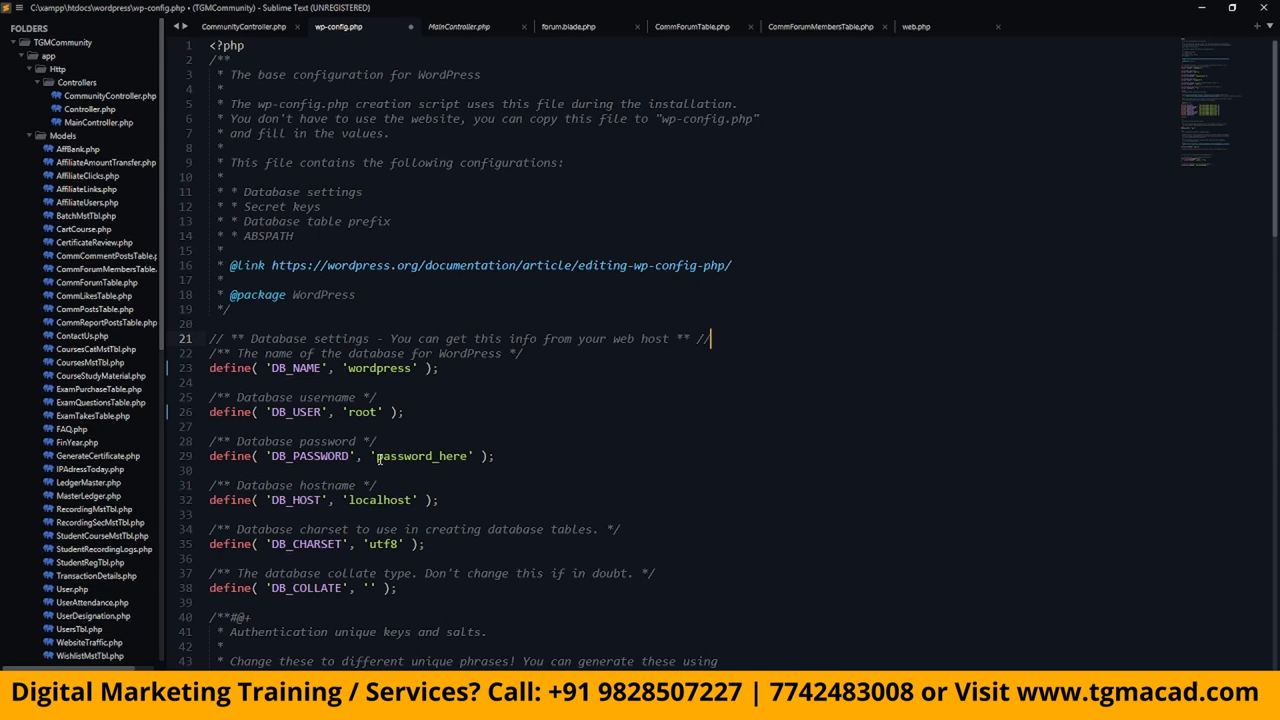 C:\xampp\htdocs\wordpress\wp-config.php • (TGMCommunity) - Sublime Text (UNREGISTERED)
FOLDERS
TGMCommunity
app
Http
Controllers
CommunityController.php
Controller.php
MainController.php
Models
AffBank.php
AffiliateAmountTransfer.php
AffiliateClicks.php
AffiliateLinks.php
AffiliateUsers.php
BatchMstTbl.php
CartCourse.php
CertificateReview.php
CommCommentPostsTable.p
CommForumMembersTable.
CommForumTable.php
CommLikesTable.php
CommPostsTable.php
CommReportPostsTable.php
ContactUs.php
CoursesCatMstTbl.php
CoursesMstTbl.php
CourseStudyMaterial.php
ExamPurchaseTable.php
ExamQuestionsTable.php
ExamTakesTable.php
FAQ.php
FinYear.php
GenerateCertificate.php
IPAdressToday.php
LedgerMaster.php
MasterLedger.php
RecordingMstTbl.php
RecordingSecMstTbl.php
StudentCourseMstTbl.php
StudentRecordingLogs.php
StudentRegTbl.php
TransactionDetails.php
User.php
UserAttendance.php
UserDesignation.php
UsersTbl.php
WebsiteTraffic.php
WishlistMstTbl.php
CommunityController.php × wp-config.php • MainController.php × forum.blade.php × CommForumTable.php × CommForumMembersTable.php × web.php ×
1 <?php
2 /**
3 * The base configuration for WordPress
4 *
5 * The wp-config.php creation script uses this file during the installation.
6 * You don't have to use the website, you can copy this file to "wp-config.php"
7 * and fill in the values.
8 *
9 * This file contains the following configurations:
10 *
11 * * Database settings
12 * * Secret keys
13 * * Database table prefix
14 * * ABSPATH
15 *
16 * @link https://wordpress.org/documentation/article/editing-wp-config-php/
17 *
18 * @package WordPress
19 */
20
21 // ** Database settings - You can get this info from your web host ** //
22 /** The name of the database for WordPress */
23 define( 'DB_NAME', 'wordpress' );
24
25 /** Database username */
26 define( 'DB_USER', 'root' );
27
28 /** Database password */
29 define( 'DB_PASSWORD', 'password_here' );
30
31 /** Database hostname */
32 define( 'DB_HOST', 'localhost' );
33
34 /** Database charset to use in creating database tables. */
35 define( 'DB_CHARSET', 'utf8' );
36
37 /** The database collate type. Don't change this if in doubt. */
38 define( 'DB_COLLATE', '' );
39
40 /**#@+
41 * Authentication unique keys and salts.
42 *
43 * Change these to different unique phrases! You can generate these using
Digital Marketing Training / Services? Call: +91 9828507227 | 7742483008 or Visit www.tgmacad.com